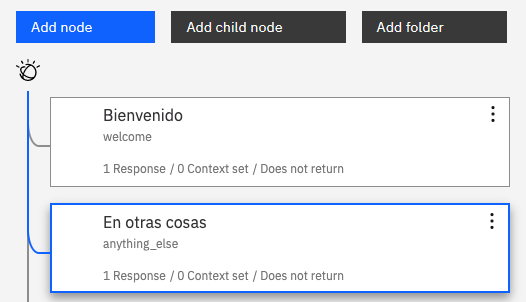 Add node
Add child node
Add folder
Bienvenido
welcome
1 Response / 0 Context set / Does not return
En otras cosas
anything_else
1 Response / 0 Context set / Does not return